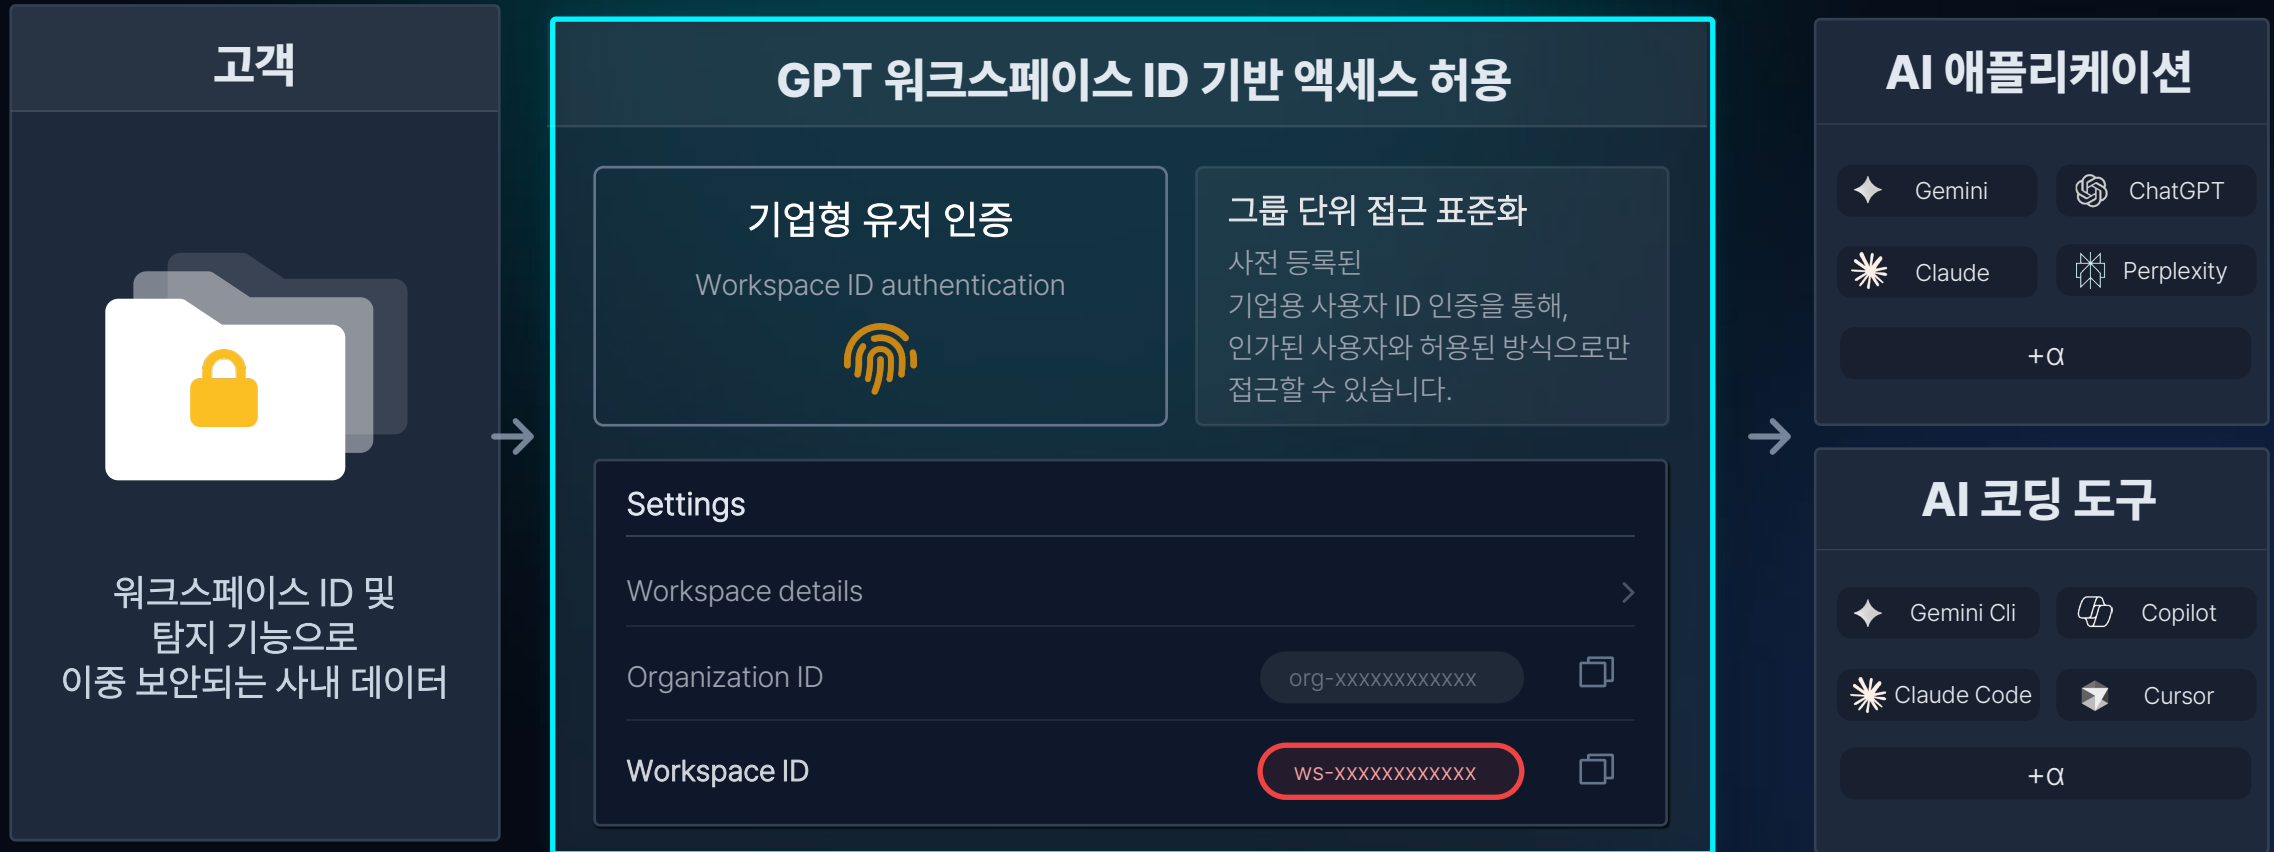 고객
워크스페이스 ID 및
탐지 기능으로
이중 보안되는 사내 데이터
GPT 워크스페이스 ID 기반 액세스 허용
기업형 유저 인증
Workspace ID authentication
그룹 단위 접근 표준화
사전 등록된
기업용 사용자 ID 인증을 통해,
인가된 사용자와 허용된 방식으로만
접근할 수 있습니다.
Settings
Workspace details
Organization ID
org-xxxxxxxxxxxx
Workspace ID
ws-xxxxxxxxxxxx
AI 애플리케이션
Gemini
ChatGPT
Claude
Perplexity
+α
AI 코딩 도구
Gemini Cli
Copilot
Claude Code
Cursor
+α